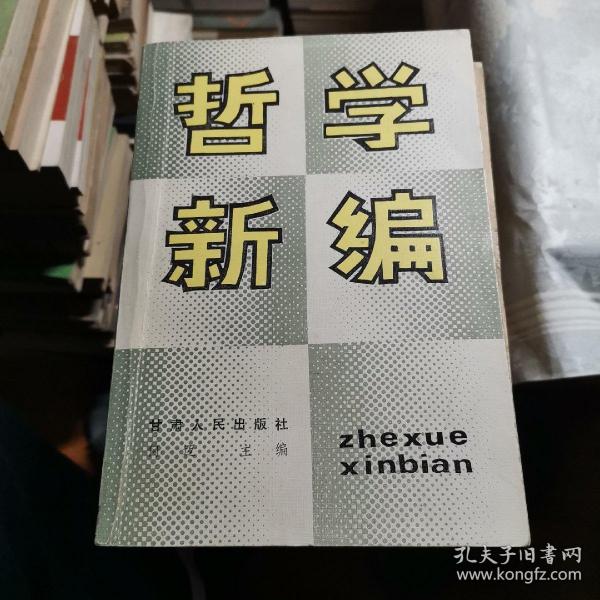 哲学
新编
甘肃人民出版社
主编
zhexue
xinbian
孔夫子旧书网
www.kongfz.com